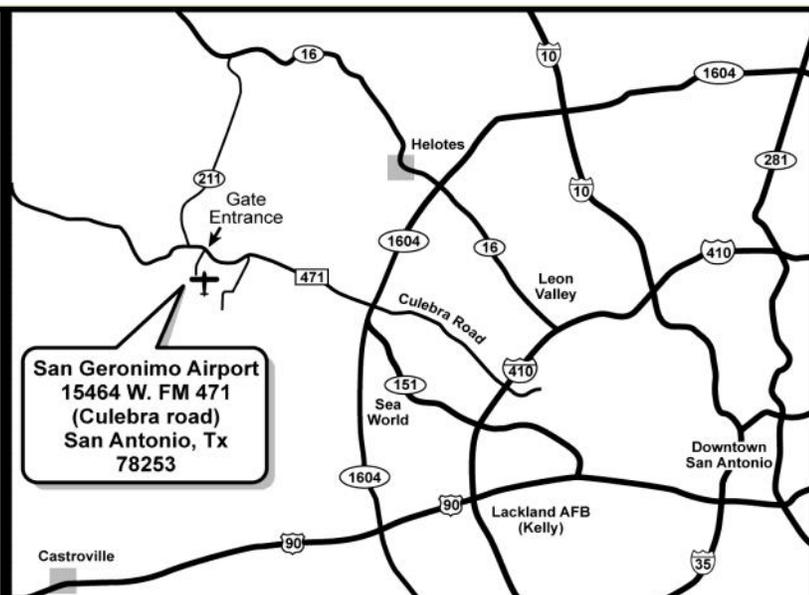 16
10
1604
Helotes
281
211
10
Gate
Entrance
1604
16
410
471
Leon
Valley
Culebra Road
San Geronimo Airport
15464 W. FM 471
(Culebra road)
San Antonio, Tx
78253
410
151
Sea
World
Downtown
San Antonio
1604
90
Lackland AFB
(Kelly)
90
Castroville
35